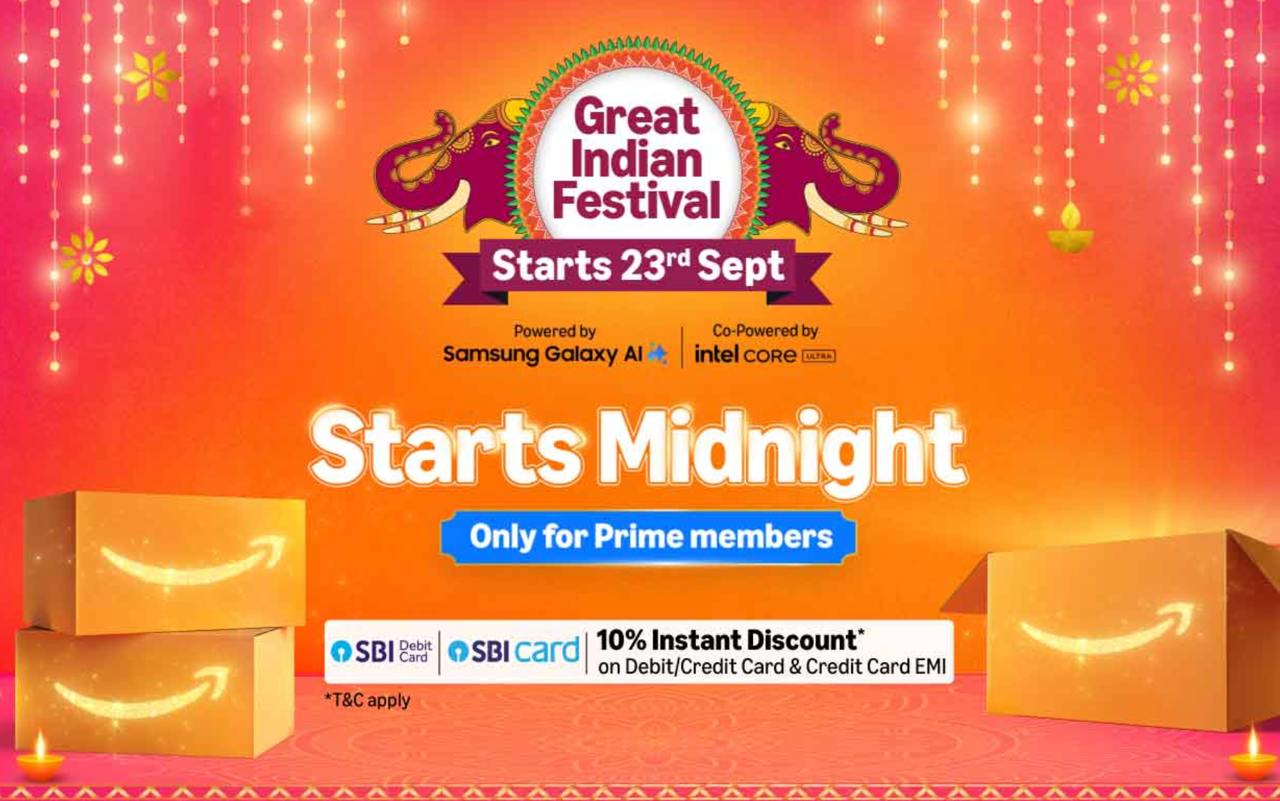 Great
Indian
Festival
Starts 23rd Sept
Powered by
Samsung Galaxy AI
Co-Powered by
intel CORE ULTRA
Starts Midnight
Only for Prime members
SBI Debit Card
SBI card
10% Instant Discount*
on Debit/Credit Card & Credit Card EMI
*T&C apply